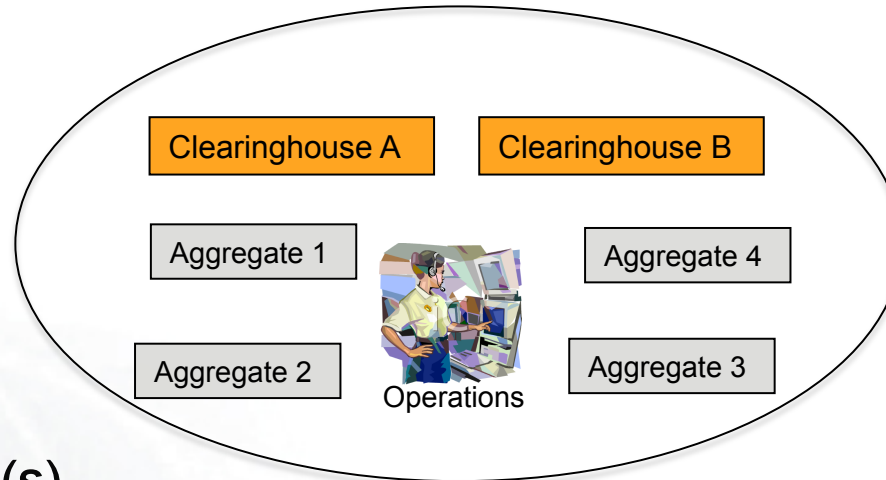 Clearinghouse A
Clearinghouse B
Aggregate 1
Aggregate 4
Aggregate 2
Aggregate 3
Operations
(s)